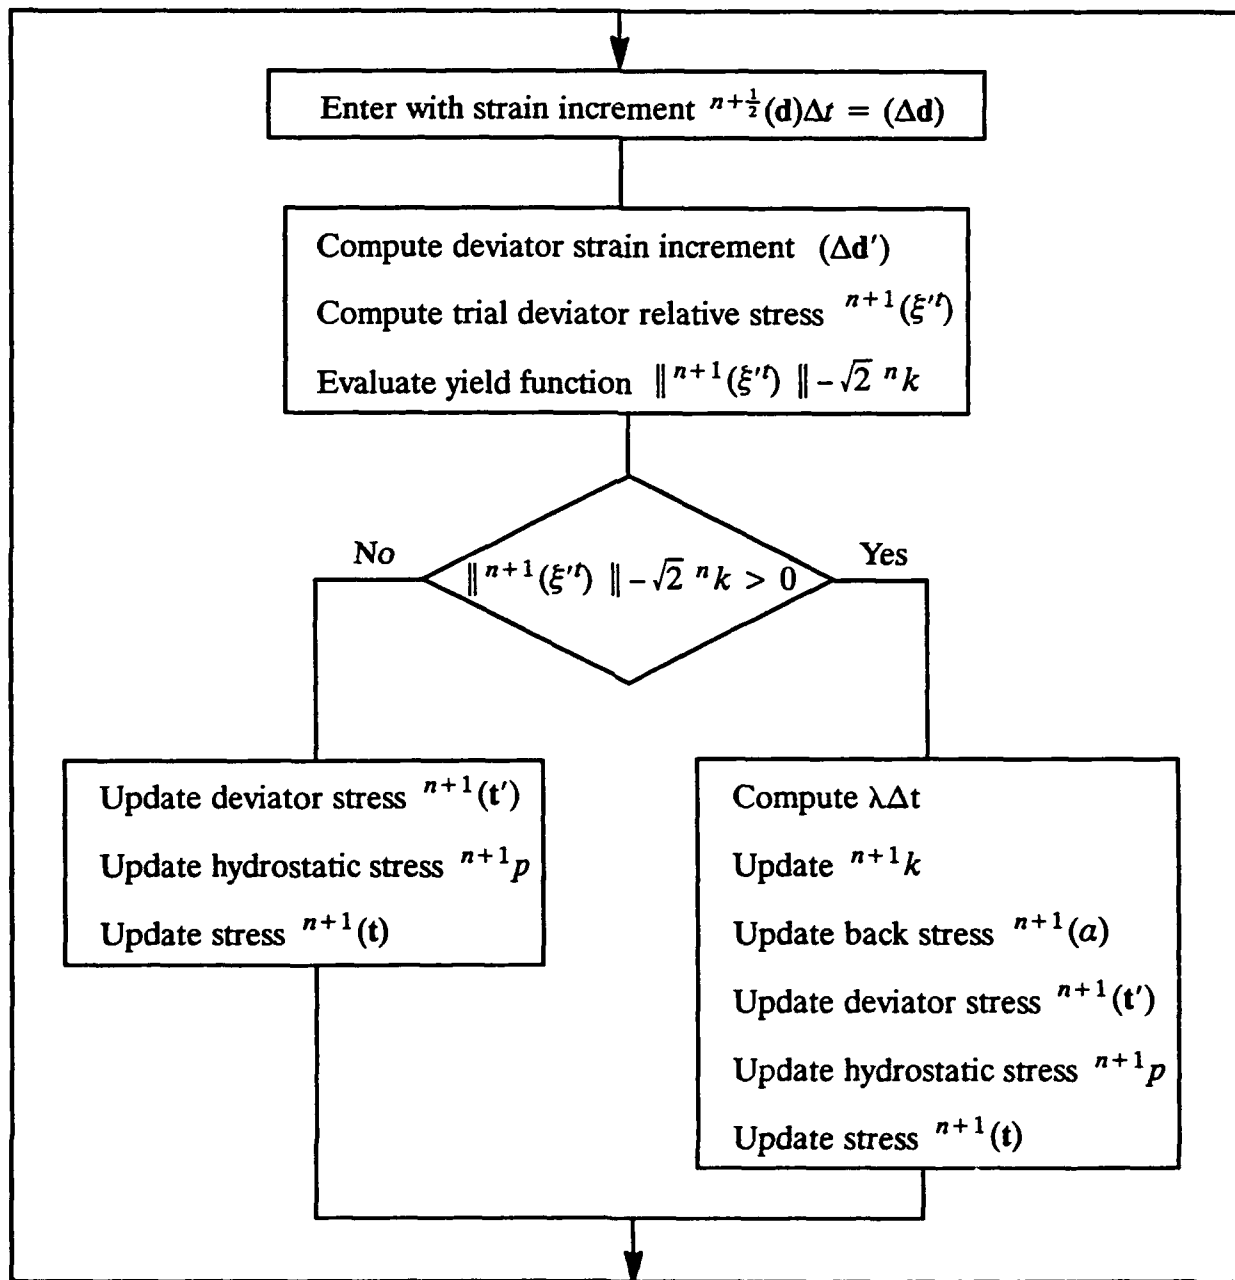 Enter with strain increment ⁿ⁺¹ᐟ²(𝐝)Δt = (Δ𝐝)
Compute deviator strain increment (Δ𝐝′)
Compute trial deviator relative stress ⁿ⁺¹(ξ′ᵗ)
Evaluate yield function ‖ ⁿ⁺¹(ξ′ᵗ) ‖ − √2 ⁿk
No
‖ ⁿ⁺¹(ξ′ᵗ) ‖ − √2 ⁿk > 0
Yes
Update deviator stress ⁿ⁺¹(𝐭′)
Update hydrostatic stress ⁿ⁺¹p
Update stress ⁿ⁺¹(𝐭)
Compute λΔt
Update ⁿ⁺¹k
Update back stress ⁿ⁺¹(a)
Update deviator stress ⁿ⁺¹(𝐭′)
Update hydrostatic stress ⁿ⁺¹p
Update stress ⁿ⁺¹(𝐭)